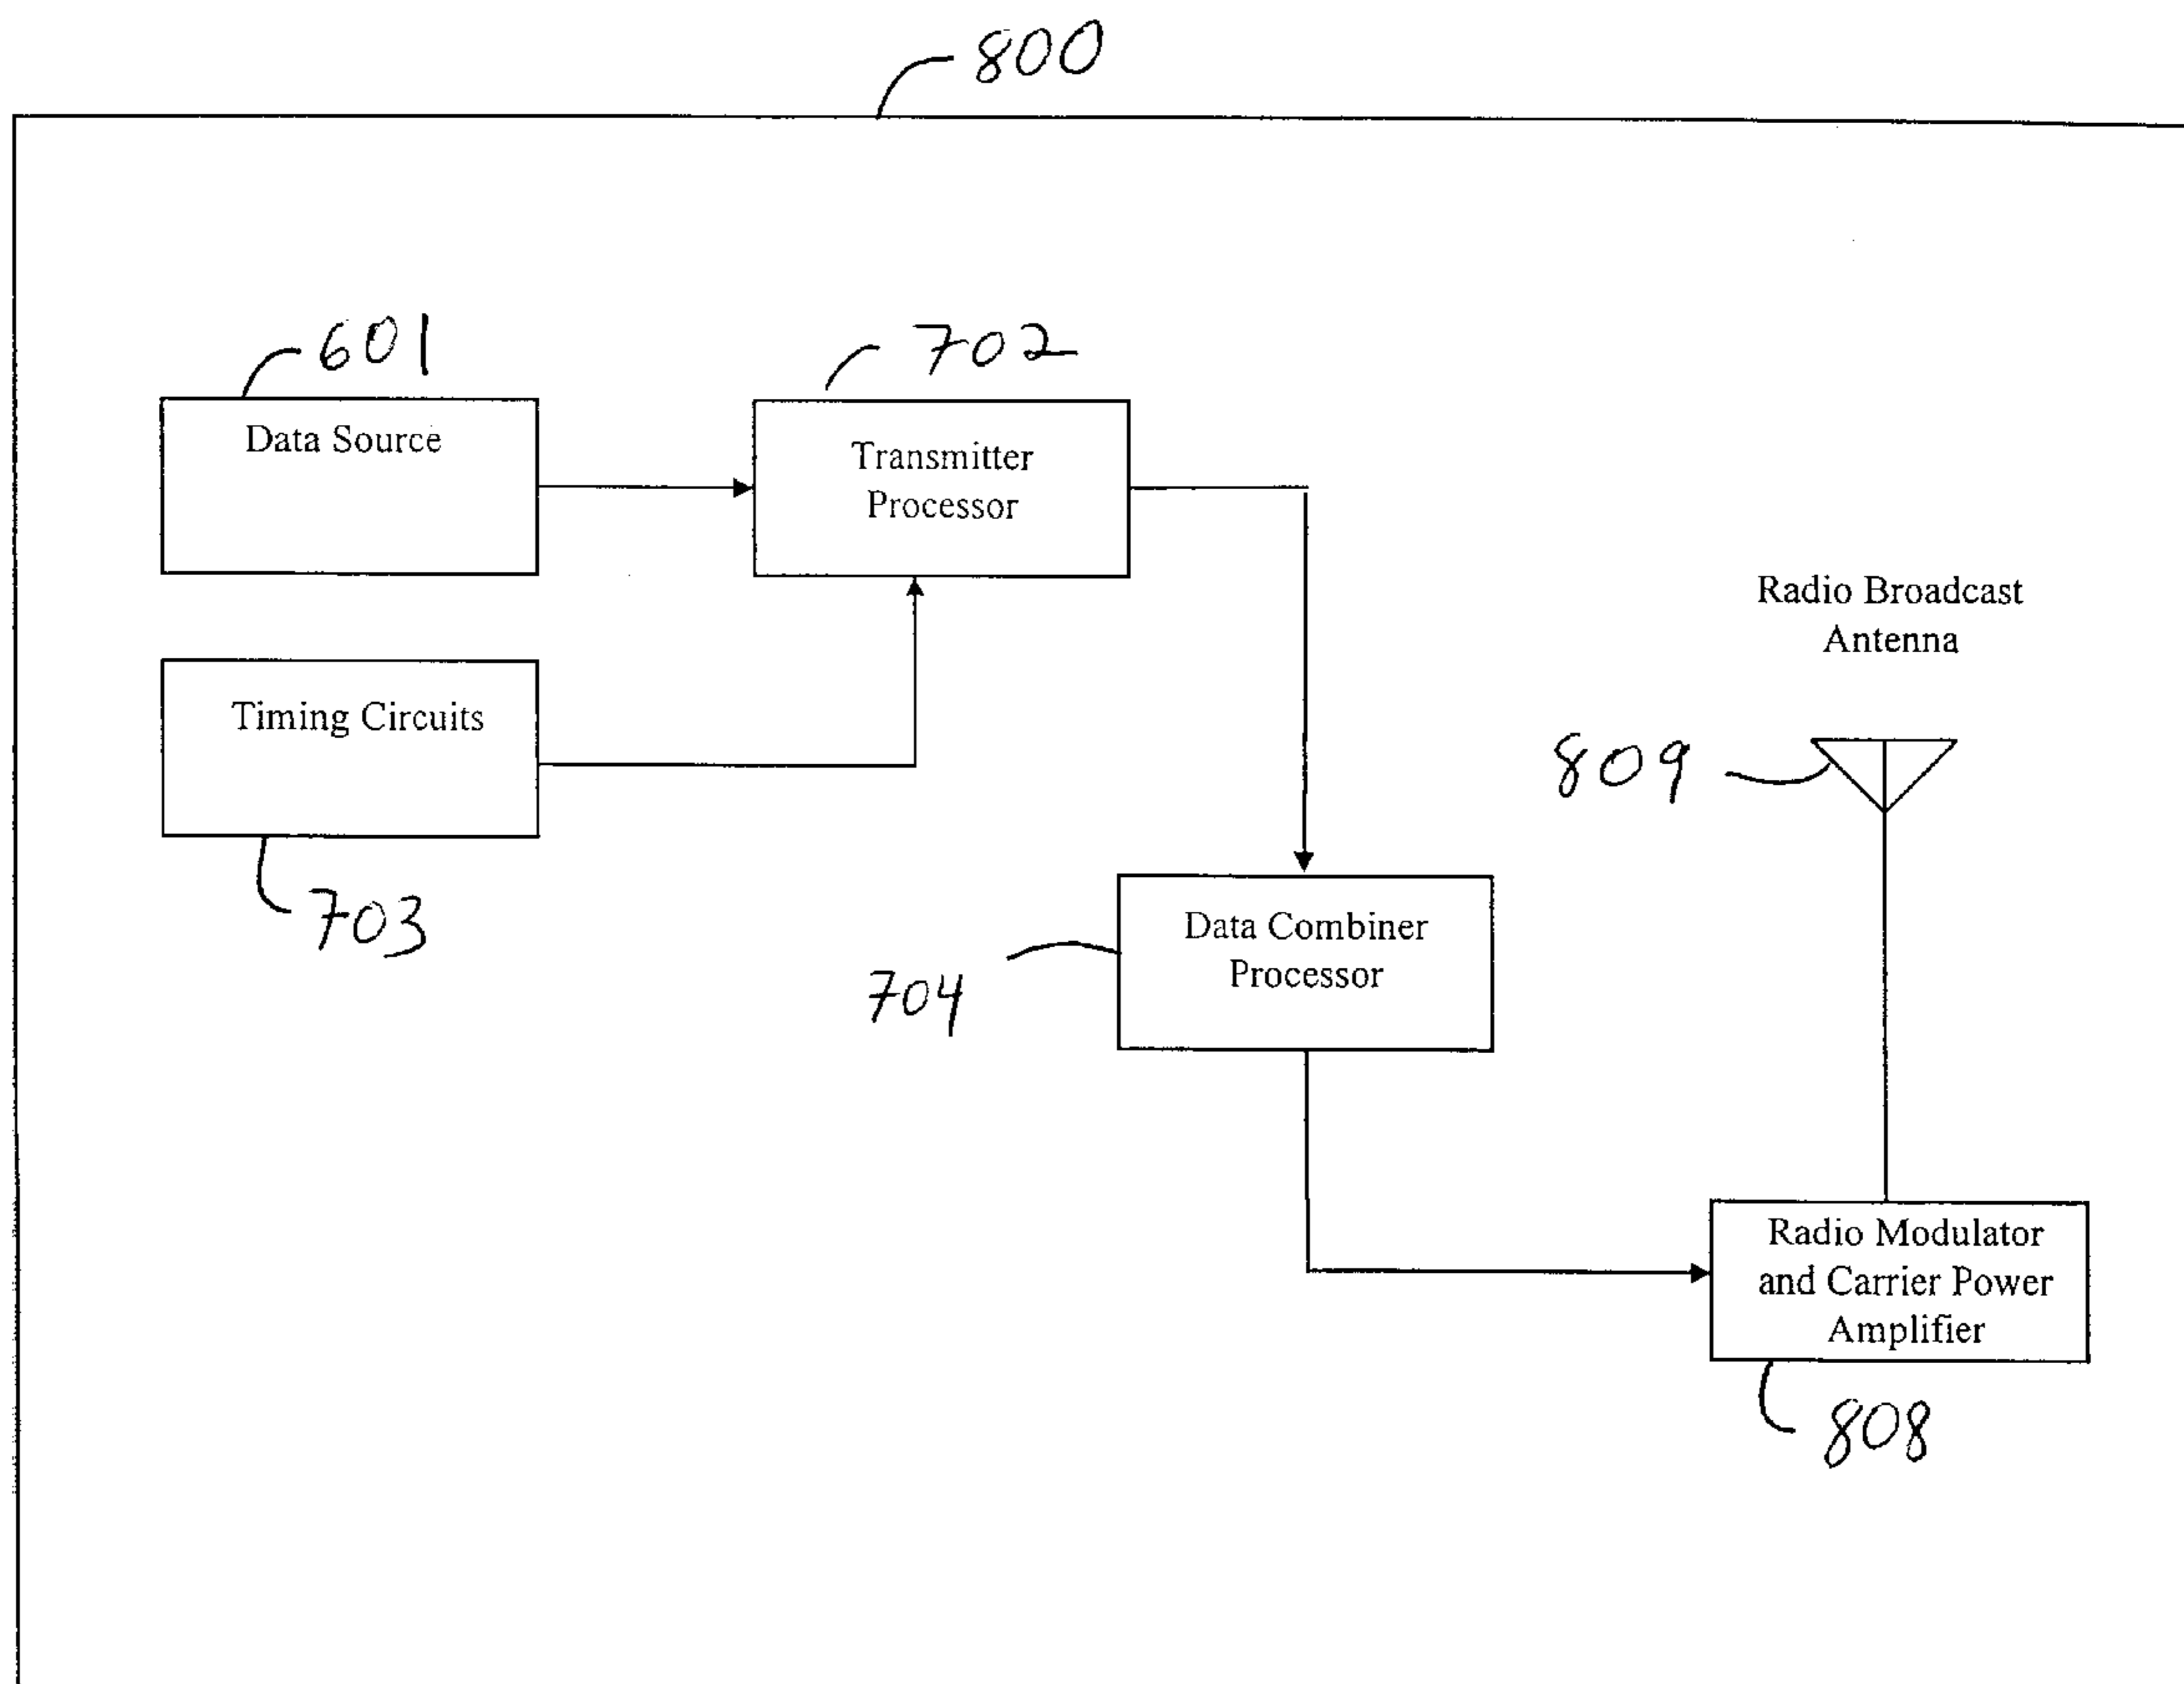 800
601
702
Data Source
Transmitter
Processor
Radio Broadcast
Antenna
Timing Circuits
809
703
Data Combiner
Processor
704
Radio Modulator
and Carrier Power
Amplifier
808